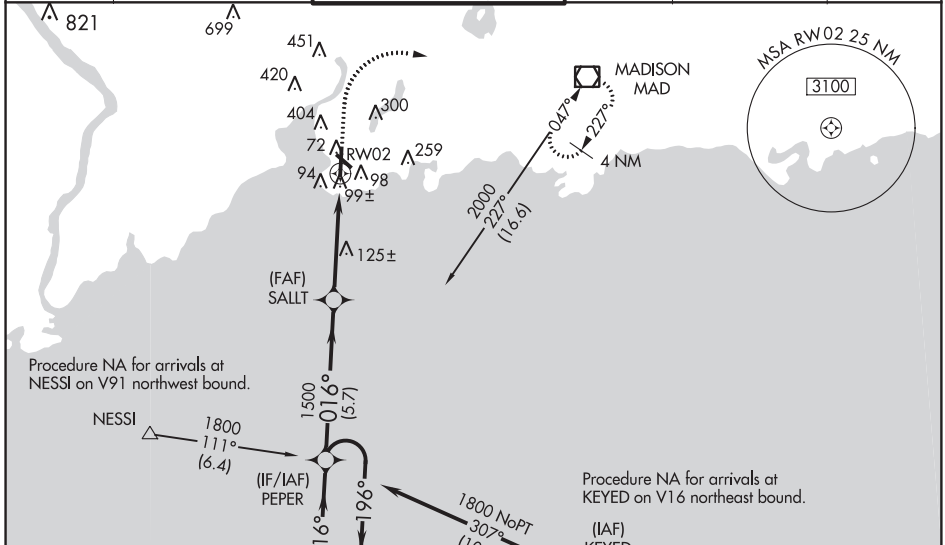 821
699
451
420
404
300
72
RW02
259
94
98
99±
125±
MADISON
MAD
047°
227°
4 NM
2000
227°
(16.6)
MSA RW02 25 NM
3100
(FAF)
SALLT
1500
016°
(5.7)
Procedure NA for arrivals at
NESSI on V91 northwest bound.
NESSI
1800
111°
(6.4)
(IF/IAF)
PEPER
196°
16°
Procedure NA for arrivals at
KEYED on V16 northeast bound.
1800 NoPT
307°
(IAF)
KEYED